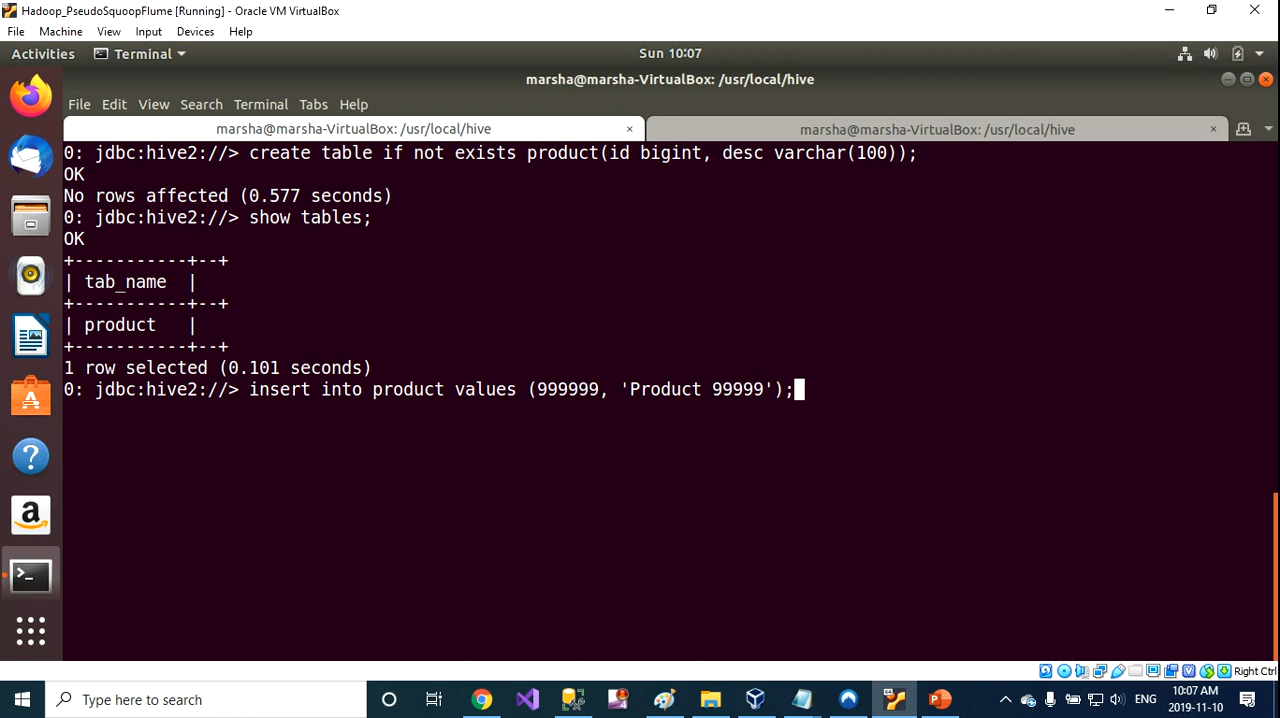 Hadoop_PseudoSquoopFlume [Running] - Oracle VM VirtualBox
File Machine View Input Devices Help
Activities Terminal Sun 10:07
marsha@marsha-VirtualBox: /usr/local/hive
File Edit View Search Terminal Tabs Help
marsha@marsha-VirtualBox: /usr/local/hive × marsha@marsha-VirtualBox: /usr/local/hive ×
0: jdbc:hive2://> create table if not exists product(id bigint, desc varchar(100));
OK
No rows affected (0.577 seconds)
0: jdbc:hive2://> show tables;
OK
+-----------+--+
| tab_name  |
+-----------+--+
| product   |
+-----------+--+
1 row selected (0.101 seconds)
0: jdbc:hive2://> insert into product values (999999, 'Product 99999');
Right Ctrl
Type here to search ENG 10:07 AM
2019-11-10